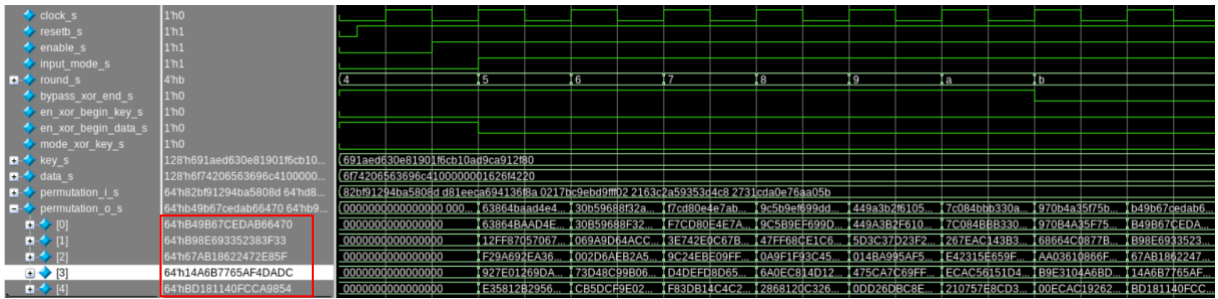 clock_s 1'h0
resetb_s 1'h1
enable_s 1'h1
input_mode_s 1'h1
round_s 4'hb 4 5 6 7 8 9 a b
bypass_xor_end_s 1'h0
en_xor_begin_key_s 1'h0
en_xor_begin_data_s 1'h0
mode_xor_key_s 1'h0
key_s 128'h691aed630e81901f6cb10... 691aed630e81901f6cb10ad9ca912f80
data_s 128'h6f74206563696c4100000... 6f74206563696c4100000001626f4220
permutation_i_s 64'h82bf91294ba5808d 64'hd8... 82bf91294ba5808d d81eeca694136f8a 0217bc9ebd9fff02 2163c2a59353d4c8 2731cda0e76aa05b
permutation_o_s 64'hb49b67cedab66470 64'hb9... 0000000000000000 000... 63864baad4e4... 30b59688f32a... f7cd80e4e7ab... 9c5b9ef699dd... 449a3b2f6105... 7c084bbb330a... 970b4a35f75b... b49b67cedab6...
[0] 64'hB49B67CEDAB66470 0000000000000000 63864BAAD4E... 30B59688F32... F7CD80E4E7A... 9C5B9EF699D... 449A3B2F610... 7C084BBB330... 970B4A35F75... B49B67CEDA...
[1] 64'hB98E693352383F33 0000000000000000 12FF87057067... 069A9D64ACC... 3E742E0C67B... 47FF68CE1C6... 5D3C37D23F2... 267EAC143B3... 68664C0877B... B98E6933523...
[2] 64'h67AB18622472E85F 0000000000000000 F29A692EA36... 002D6AEB2A5... 9C24EBE09FF... 0A9F1F93C45... 014BA995AF5... E42315E659F... AA03610866F... 67AB1862247...
[3] 64'h14A6B7765AF4DADC 0000000000000000 927E01269DA... 73D48C99B06... D4DEFD8D65... 6A0EC814D12... 475CA7C69FF... ECAC56151D4... B9E3104A6BD... 14A6B7765AF...
[4] 64'hBD181140FCCA9854 0000000000000000 E35812B2956... CB5DCF9E02... F83DB14C4C2... 2868120C326... 0DD26DBC8E... 210757E8CD3... 00ECAC19262... BD181140FCC...